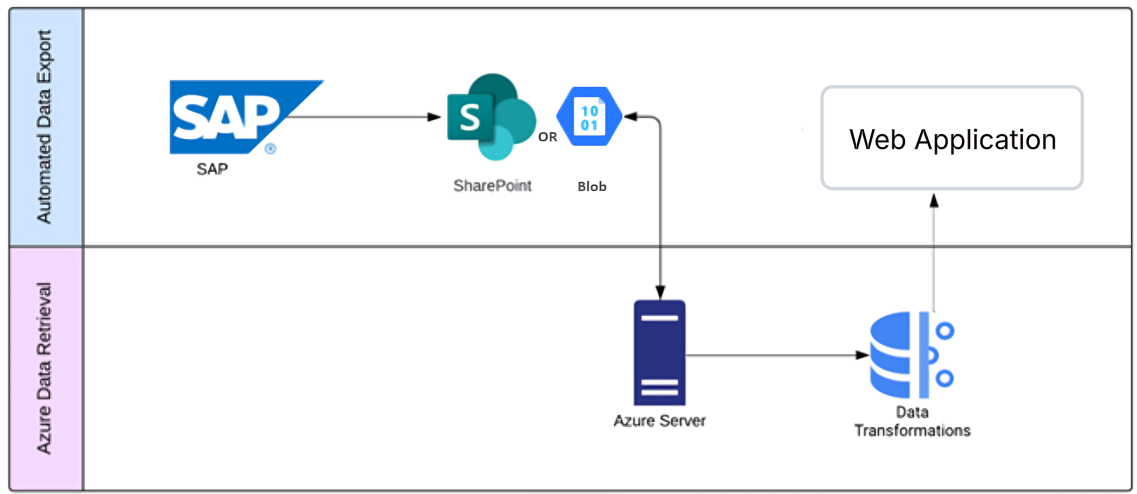 Automated Data Export
SAP
®
SAP
S
SharePoint
OR
10
01
Blob
Web Application
Azure Data Retrieval
Azure Server
Data
Transformations